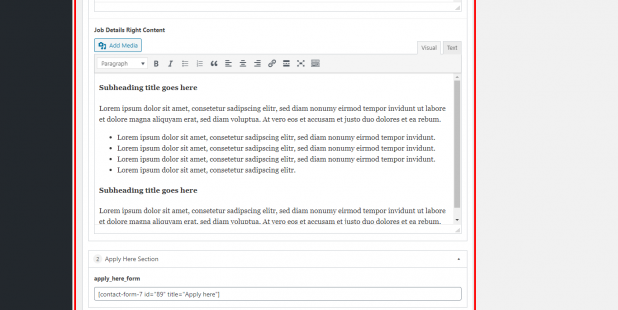 Job Details Right Content
Add Media
Visual Text
Paragraph B I
Subheading title goes here
Lorem ipsum dolor sit amet, consetetur sadipscing elitr, sed diam nonumy eirmod tempor invidunt ut labore
et dolore magna aliquyam erat, sed diam voluptua. At vero eos et accusam et justo duo dolores et ea rebum.
• Lorem ipsum dolor sit amet, consetetur sadipscing elitr, sed diam nonumy eirmod tempor invidunt.
• Lorem ipsum dolor sit amet, consetetur sadipscing elitr, sed diam nonumy eirmod tempor invidunt.
• Lorem ipsum dolor sit amet, consetetur sadipscing elitr, sed diam nonumy eirmod tempor invidunt.
• Lorem ipsum dolor sit amet, consetetur sadipscing elitr.
Subheading title goes here
Lorem ipsum dolor sit amet, consetetur sadipscing elitr, sed diam nonumy eirmod tempor invidunt ut labore
et dolore magna aliquyam erat, sed diam voluptua. At vero eos et accusam et justo duo dolores et ea rebum.
2 Apply Here Section
apply_here_form
[contact-form-7 id="89" title="Apply here"]